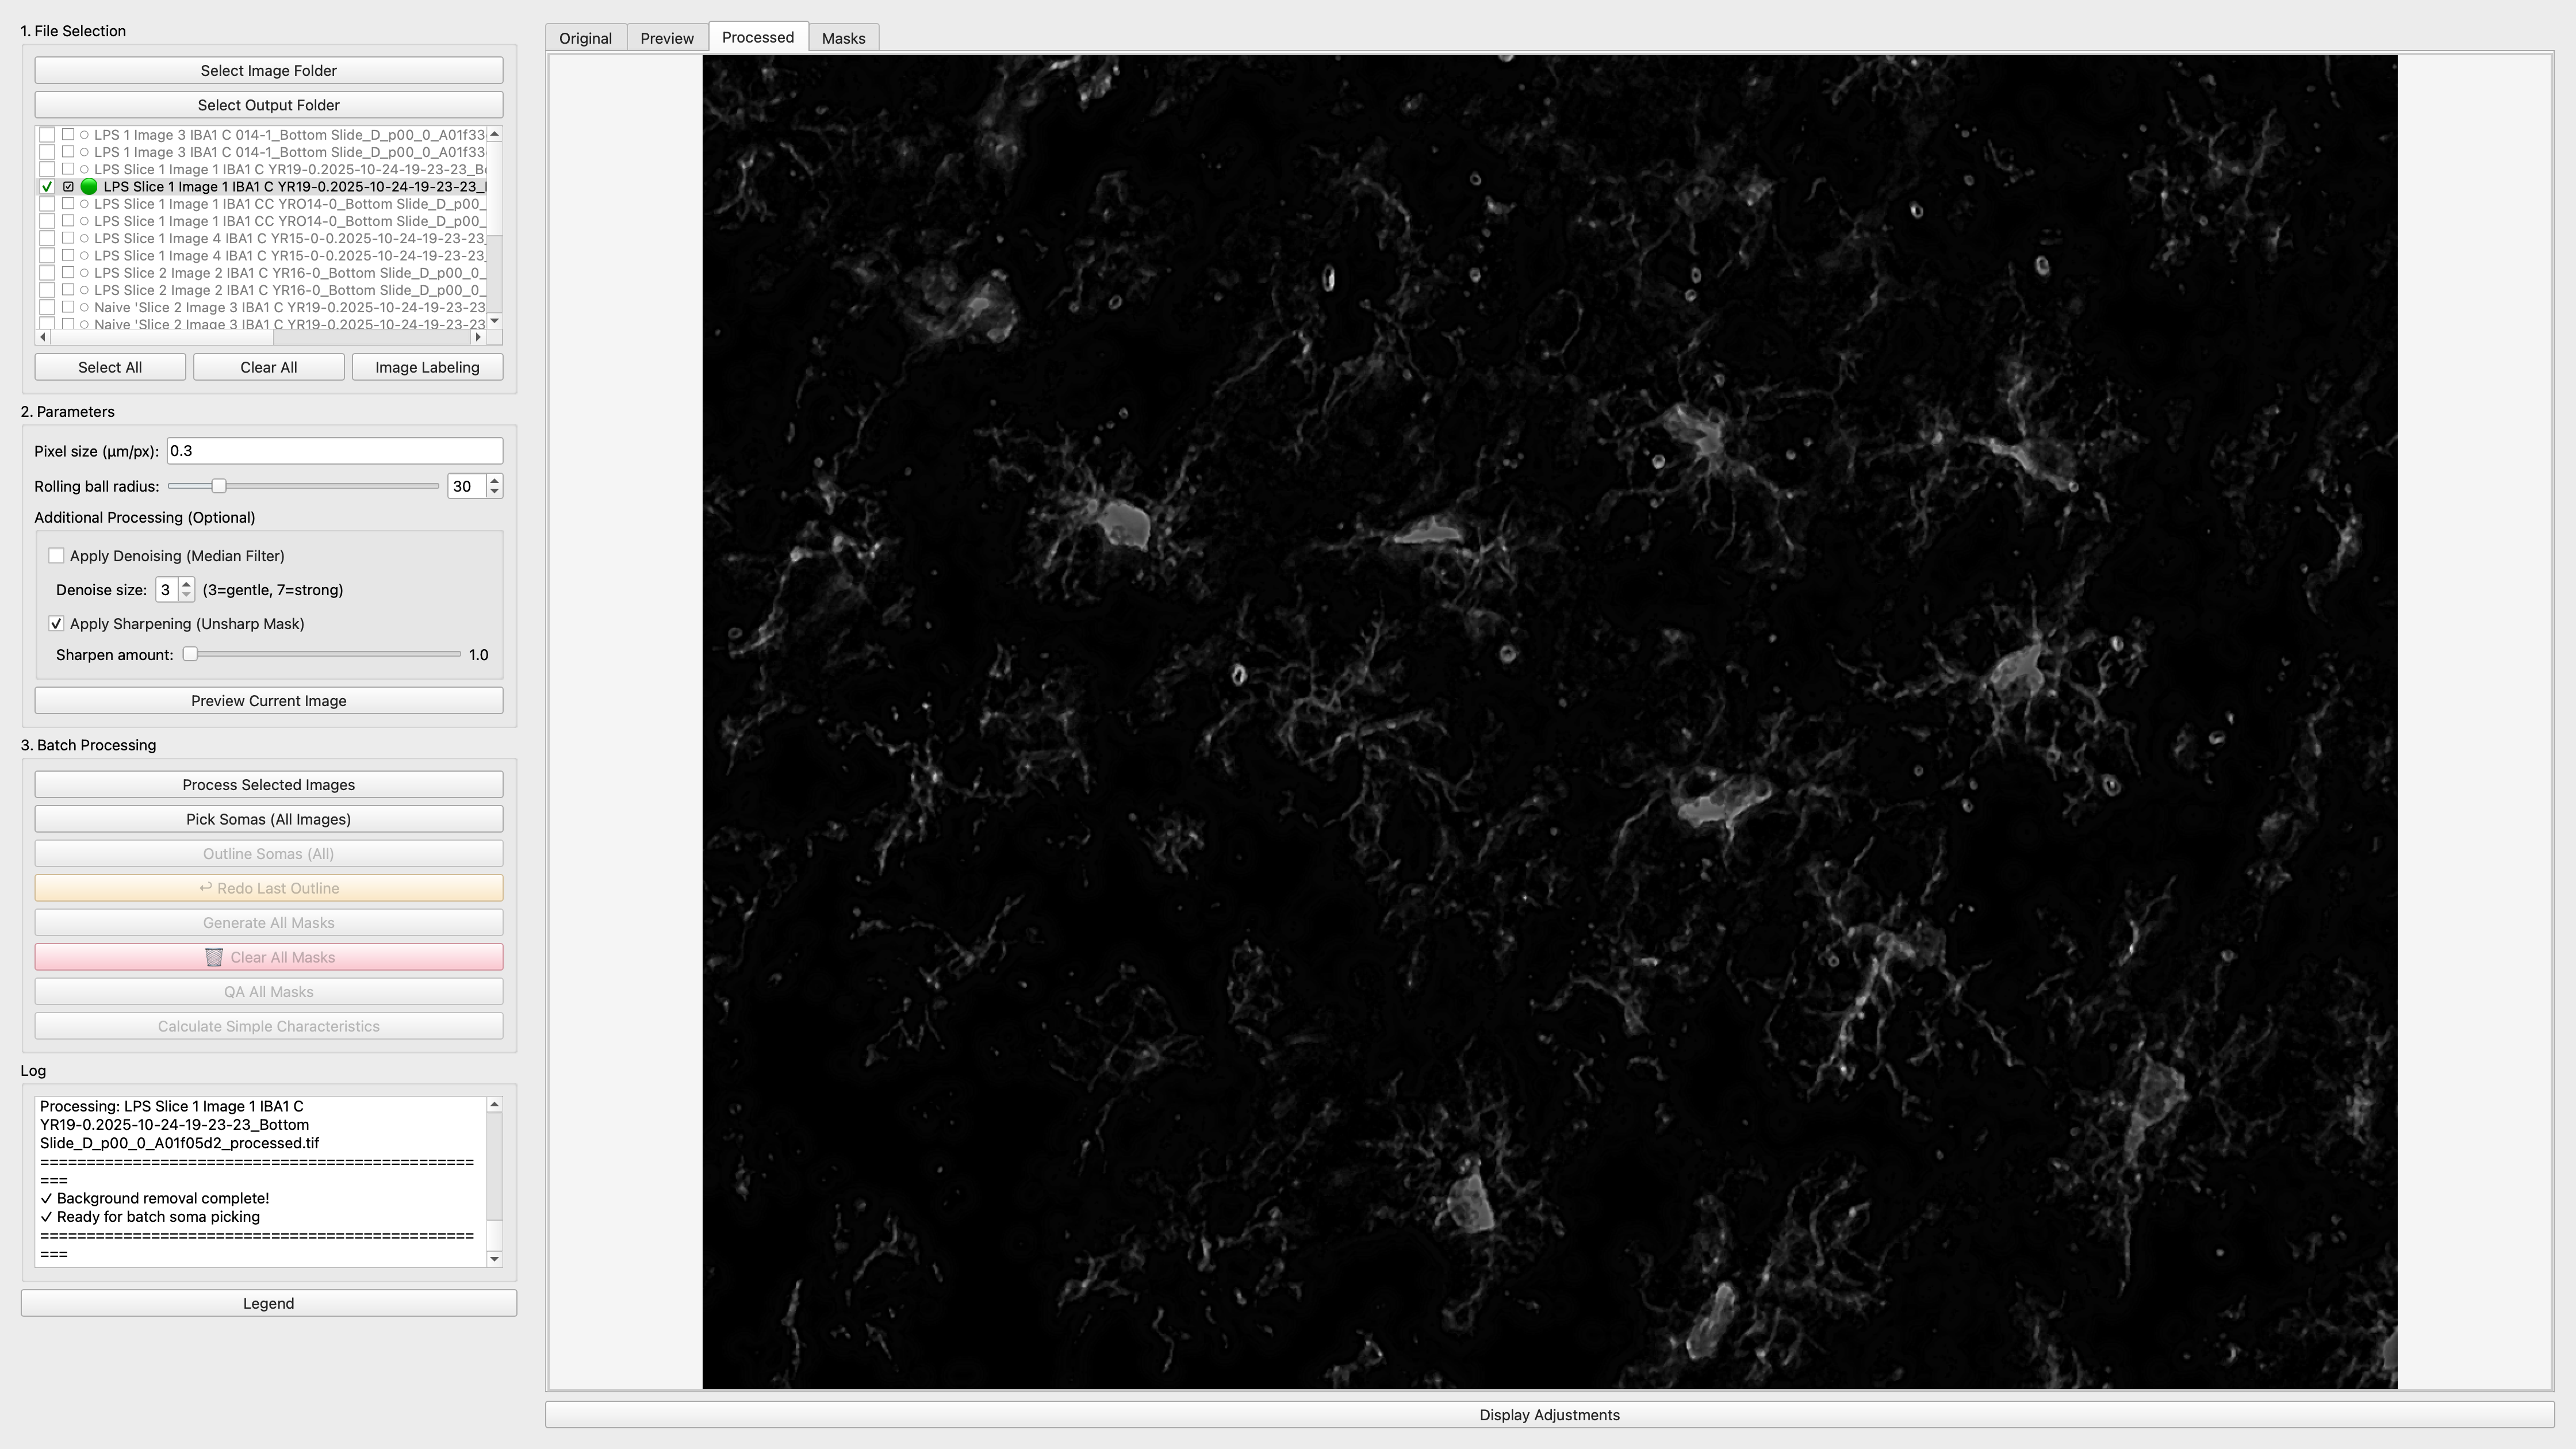 1. File Selection
Select Image Folder
Select Output Folder
LPS 1 Image 3 IBA1 C 014-1_Bottom Slide_D_p00_0_A01f33
LPS 1 Image 3 IBA1 C 014-1_Bottom Slide_D_p00_0_A01f33
LPS Slice 1 Image 1 IBA1 C YR19-0.2025-10-24-19-23-23_B
LPS Slice 1 Image 1 IBA1 C YR19-0.2025-10-24-19-23-23_
LPS Slice 1 Image 1 IBA1 CC YRO14-0_Bottom Slide_D_p00_
LPS Slice 1 Image 1 IBA1 CC YRO14-0_Bottom Slide_D_p00_
LPS Slice 1 Image 4 IBA1 C YR15-0-0.2025-10-24-19-23-23_
LPS Slice 1 Image 4 IBA1 C YR15-0-0.2025-10-24-19-23-23_
LPS Slice 2 Image 2 IBA1 C YR16-0_Bottom Slide_D_p00_0_
LPS Slice 2 Image 2 IBA1 C YR16-0_Bottom Slide_D_p00_0_
Naive 'Slice 2 Image 3 IBA1 C YR19-0.2025-10-24-19-23-23
Naive 'Slice 2 Image 3 IBA1 C YR19-0.2025-10-24-19-23-23
Select All
Clear All
Image Labeling
2. Parameters
Pixel size (µm/px): 0.3
Rolling ball radius: 30
Additional Processing (Optional)
Apply Denoising (Median Filter)
Denoise size: 3 (3=gentle, 7=strong)
Apply Sharpening (Unsharp Mask)
Sharpen amount: 1.0
Preview Current Image
3. Batch Processing
Process Selected Images
Pick Somas (All Images)
Outline Somas (All)
↩ Redo Last Outline
Generate All Masks
Clear All Masks
QA All Masks
Calculate Simple Characteristics
Log
Processing: LPS Slice 1 Image 1 IBA1 C
YR19-0.2025-10-24-19-23-23_Bottom
Slide_D_p00_0_A01f05d2_processed.tif
===============================================
===
✓ Background removal complete!
✓ Ready for batch soma picking
===============================================
===
Legend
Original
Preview
Processed
Masks
Display Adjustments